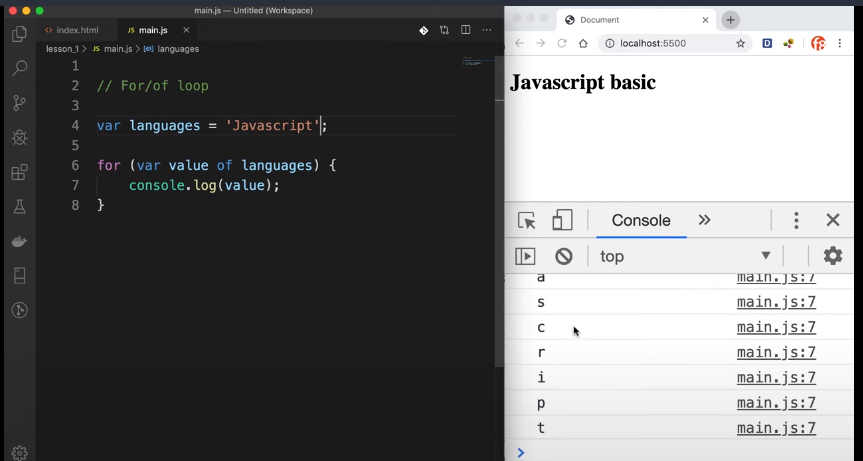 main.js — Untitled (Workspace)
index.html
JS main.js
lesson_1 > JS main.js > languages
1
2 // For/of loop
3
4 var languages = 'Javascript';
5
6 for (var value of languages) {
7 console.log(value);
8 }
Document
localhost:5500
Javascript basic
Console
top
a main.js:7
s main.js:7
c main.js:7
r main.js:7
i main.js:7
p main.js:7
t main.js:7